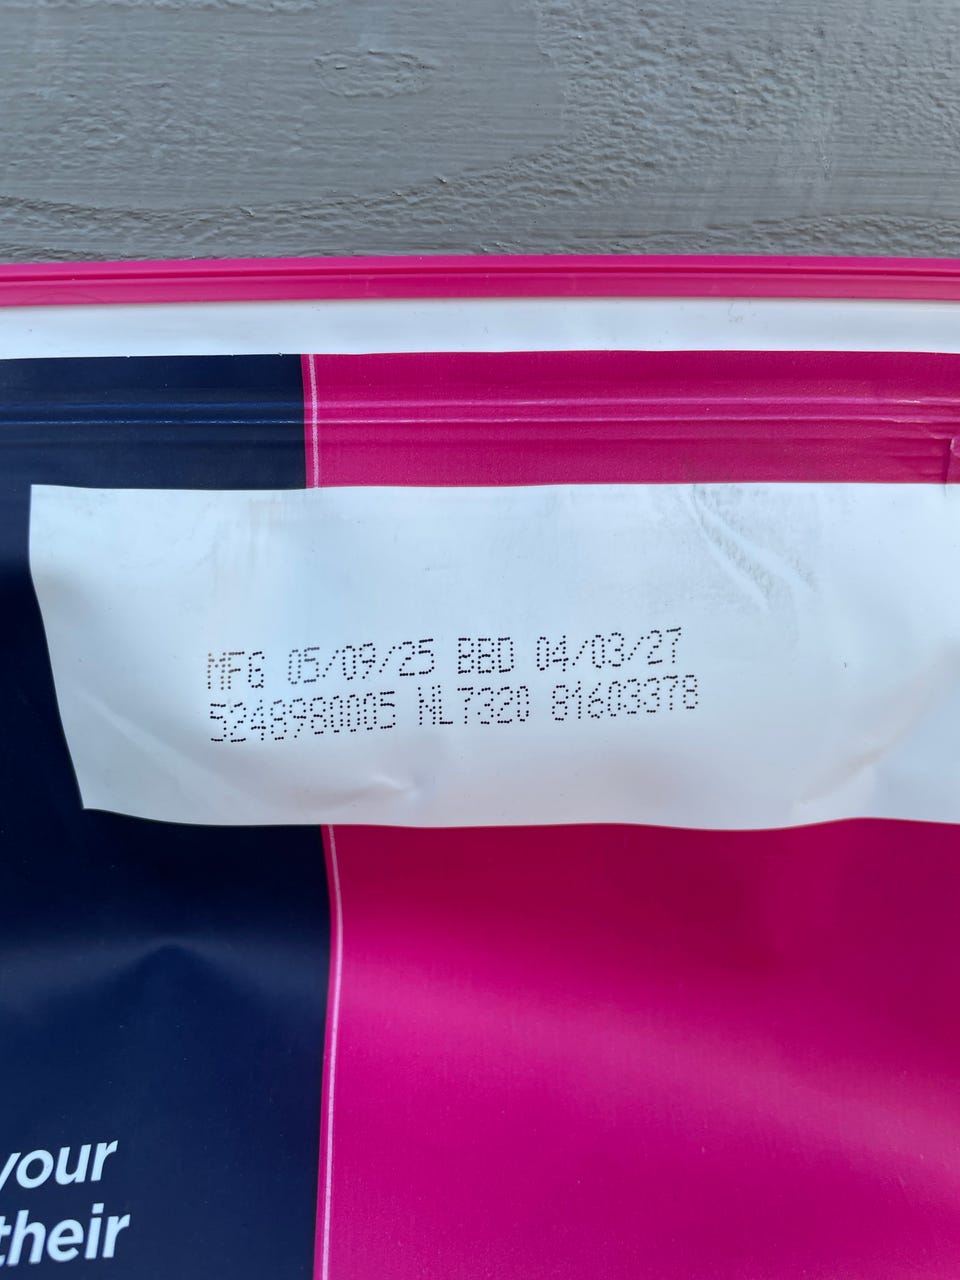 MFG 05/09/25 BBD 04/03/27
5248980005 NL7320 81603378
your
their